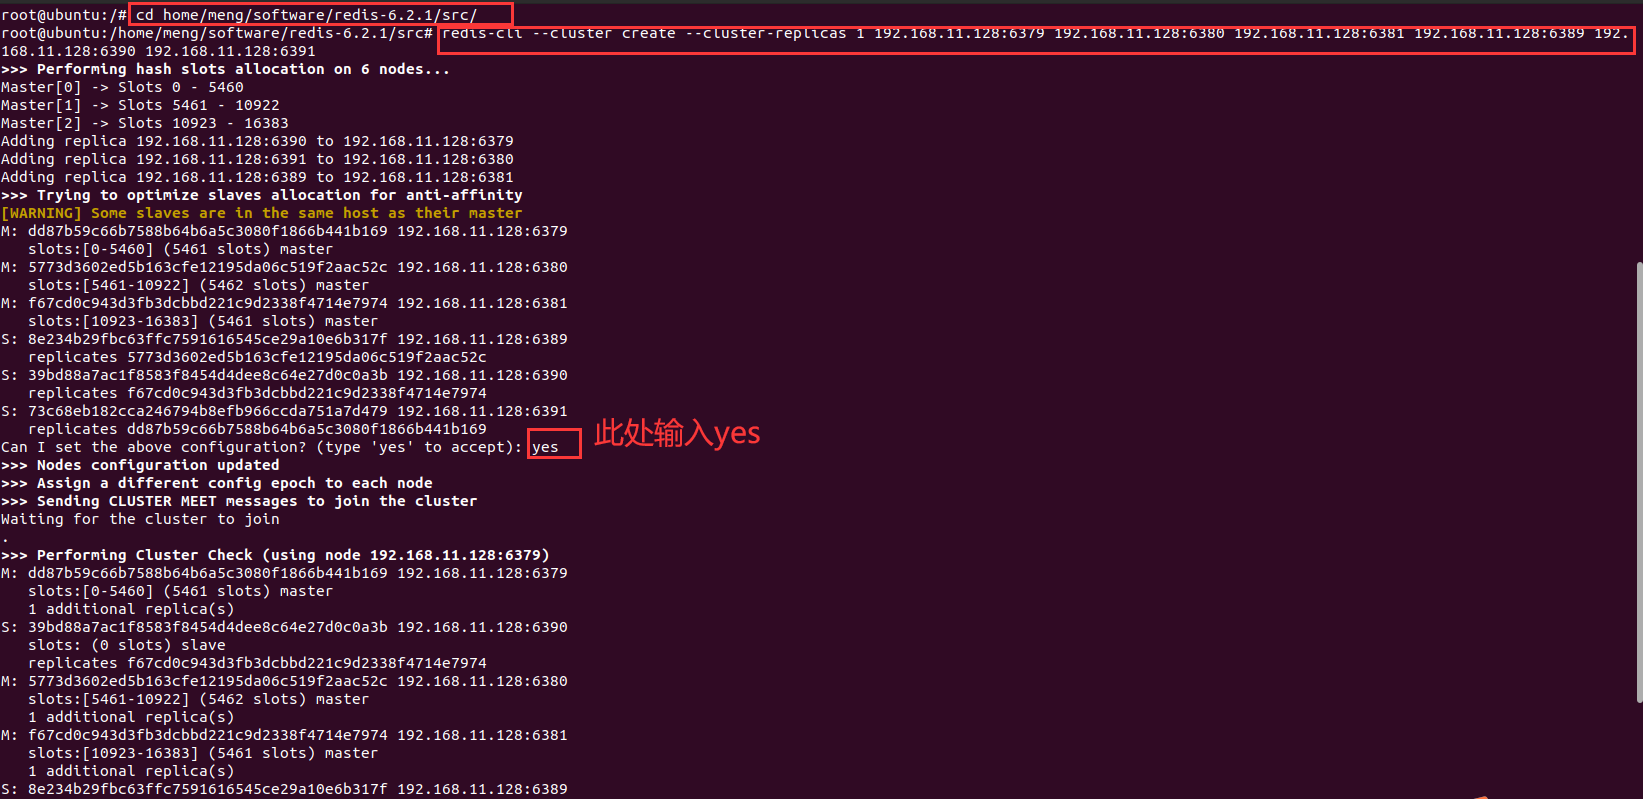 root@ubuntu:/# cd home/meng/software/redis-6.2.1/src/
root@ubuntu:/home/meng/software/redis-6.2.1/src# redis-cli --cluster create --cluster-replicas 1 192.168.11.128:6379 192.168.11.128:6380 192.168.11.128:6381 192.168.11.128:6389 192.
168.11.128:6390 192.168.11.128:6391
>>> Performing hash slots allocation on 6 nodes...
Master[0] -> Slots 0 - 5460
Master[1] -> Slots 5461 - 10922
Master[2] -> Slots 10923 - 16383
Adding replica 192.168.11.128:6390 to 192.168.11.128:6379
Adding replica 192.168.11.128:6391 to 192.168.11.128:6380
Adding replica 192.168.11.128:6389 to 192.168.11.128:6381
>>> Trying to optimize slaves allocation for anti-affinity
[WARNING] Some slaves are in the same host as their master
M: dd87b59c66b7588b64b6a5c3080f1866b441b169 192.168.11.128:6379
   slots:[0-5460] (5461 slots) master
M: 5773d3602ed5b163cfe12195da06c519f2aac52c 192.168.11.128:6380
   slots:[5461-10922] (5462 slots) master
M: f67cd0c943d3fb3dcbbd221c9d2338f4714e7974 192.168.11.128:6381
   slots:[10923-16383] (5461 slots) master
S: 8e234b29fbc63ffc7591616545ce29a10e6b317f 192.168.11.128:6389
   replicates 5773d3602ed5b163cfe12195da06c519f2aac52c
S: 39bd88a7ac1f8583f8454d4dee8c64e27d0c0a3b 192.168.11.128:6390
   replicates f67cd0c943d3fb3dcbbd221c9d2338f4714e7974
S: 73c68eb182cca246794b8efb966ccda751a7d479 192.168.11.128:6391
   replicates dd87b59c66b7588b64b6a5c3080f1866b441b169
Can I set the above configuration? (type 'yes' to accept): yes
此处输入yes
>>> Nodes configuration updated
>>> Assign a different config epoch to each node
>>> Sending CLUSTER MEET messages to join the cluster
Waiting for the cluster to join
.
>>> Performing Cluster Check (using node 192.168.11.128:6379)
M: dd87b59c66b7588b64b6a5c3080f1866b441b169 192.168.11.128:6379
   slots:[0-5460] (5461 slots) master
   1 additional replica(s)
S: 39bd88a7ac1f8583f8454d4dee8c64e27d0c0a3b 192.168.11.128:6390
   slots: (0 slots) slave
   replicates f67cd0c943d3fb3dcbbd221c9d2338f4714e7974
M: 5773d3602ed5b163cfe12195da06c519f2aac52c 192.168.11.128:6380
   slots:[5461-10922] (5462 slots) master
   1 additional replica(s)
M: f67cd0c943d3fb3dcbbd221c9d2338f4714e7974 192.168.11.128:6381
   slots:[10923-16383] (5461 slots) master
   1 additional replica(s)
S: 8e234b29fbc63ffc7591616545ce29a10e6b317f 192.168.11.128:6389